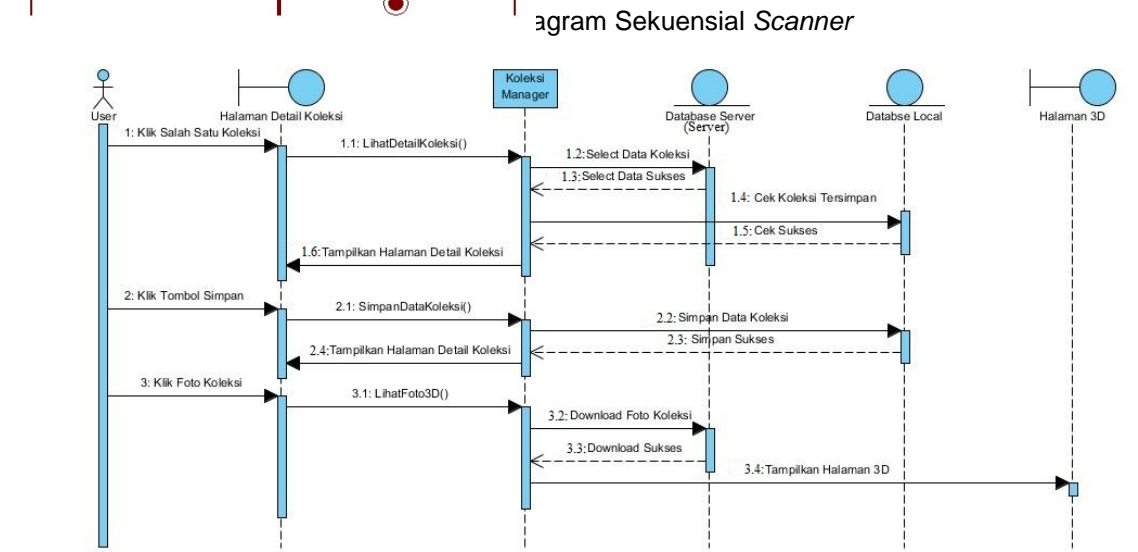 agram Sekuensial Scanner
Koleksi
Manager
User
Halaman Detail Koleksi
Database Server
(Server)
Databse Local
Halaman 3D
1: Klik Salah Satu Koleksi
1.1: LihatDetailKoleksi()
1.2:Select Data Koleksi
1.3:Select Data Sukses
1.4: Cek Koleksi Tersimpan
1.5: Cek Sukses
1.6:Tampilkan Halaman Detail Koleksi
2: Klik Tombol Simpan
2.1: SimpanDataKoleksi()
2.2: Simpan Data Koleksi
2.3: Simpan Sukses
2.4:Tampilkan Halaman Detail Koleksi
3: Klik Foto Koleksi
3.1: LihatFoto3D()
3.2: Download Foto Koleksi
3.3:Download Sukses
3.4:Tampilkan Halaman 3D